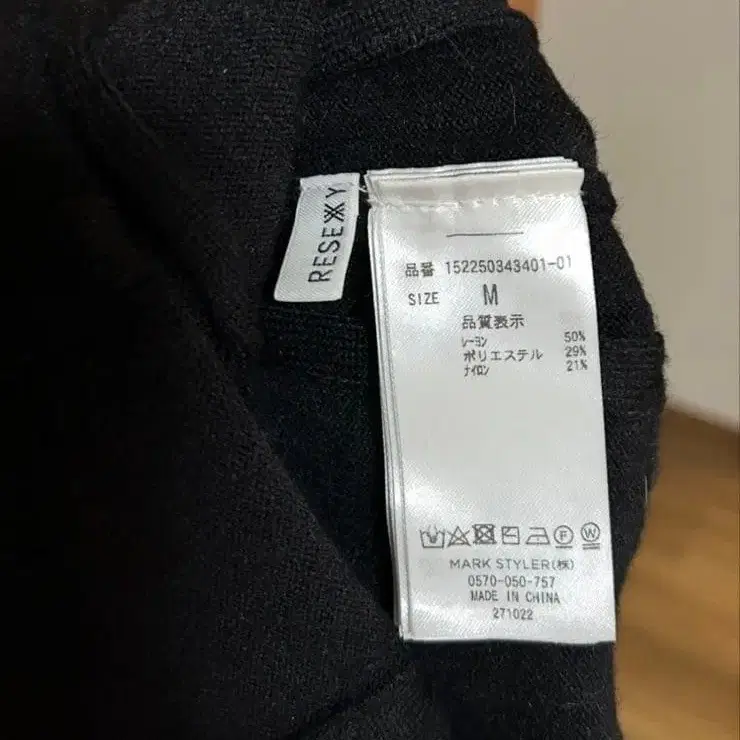 RESEXXY
品番 152250343401-01
SIZE M
品質表示
レーヨン 50%
ポリエステル 29%
ナイロン 21%
MARK STYLER(株)
0570-050-757
MADE IN CHINA
271022